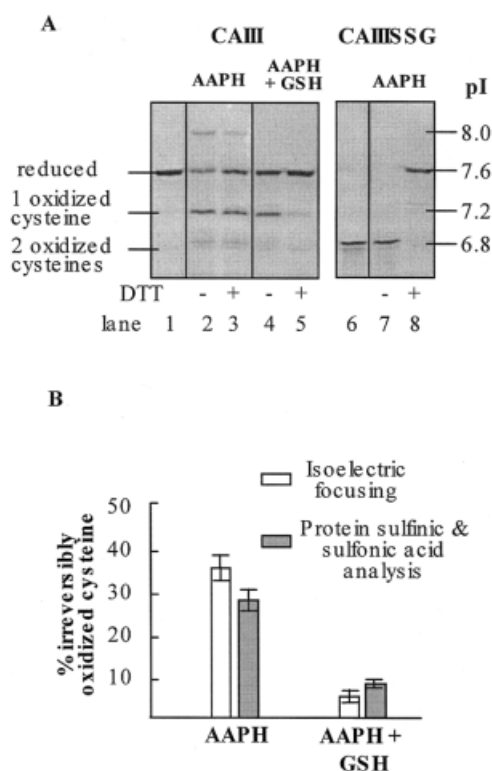 A
CAIII CAIIISSG
AAPH AAPH + GSH AAPH pI
8.0
reduced 7.6
1 oxidized cysteine 7.2
2 oxidized cysteines 6.8
DTT - + - + - +
lane 1 2 3 4 5 6 7 8
B
% irreversibly oxidized cysteine
50
40
30
20
10
Isoelectric focusing
Protein sulfinic & sulfonic acid analysis
AAPH AAPH + GSH